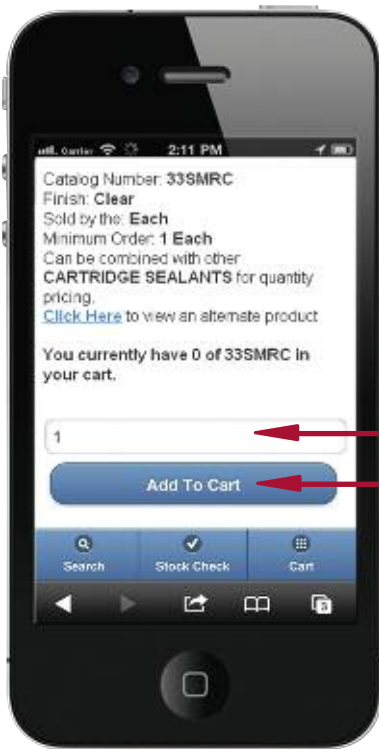 Carrier 2:11 PM
Catalog Number: 33SMRC
Finish: Clear
Sold by the: Each
Minimum Order: 1 Each
Can be combined with other
CARTRIDGE SEALANTS for quantity
pricing.
Click Here to view an alternate product
You currently have 0 of 33SMRC in
your cart.
1
Add To Cart
Search Stock Check Cart
3